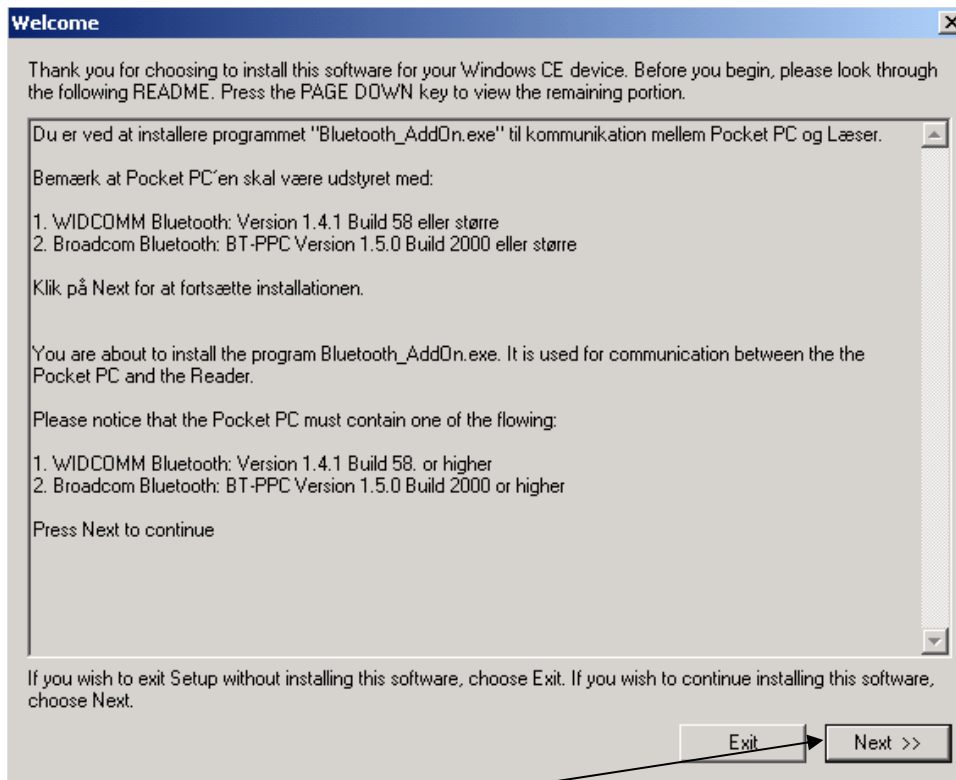 Welcome
Thank you for choosing to install this software for your Windows CE device. Before you begin, please look through
the following README. Press the PAGE DOWN key to view the remaining portion.
Du er ved at installere programmet "Bluetooth_AddOn.exe" til kommunikation mellem Pocket PC og Læser.
Bemærk at Pocket PC´en skal være udstyret med:
1. WIDCOMM Bluetooth: Version 1.4.1 Build 58 eller større
2. Broadcom Bluetooth: BT-PPC Version 1.5.0 Build 2000 eller større
Klik på Next for at fortsætte installationen.
You are about to install the program Bluetooth_AddOn.exe. It is used for communication between the the
Pocket PC and the Reader.
Please notice that the Pocket PC must contain one of the flowing:
1. WIDCOMM Bluetooth: Version 1.4.1 Build 58. or higher
2. Broadcom Bluetooth: BT-PPC Version 1.5.0 Build 2000 or higher
Press Next to continue
If you wish to exit Setup without installing this software, choose Exit. If you wish to continue installing this software,
choose Next.
Exit Next >>